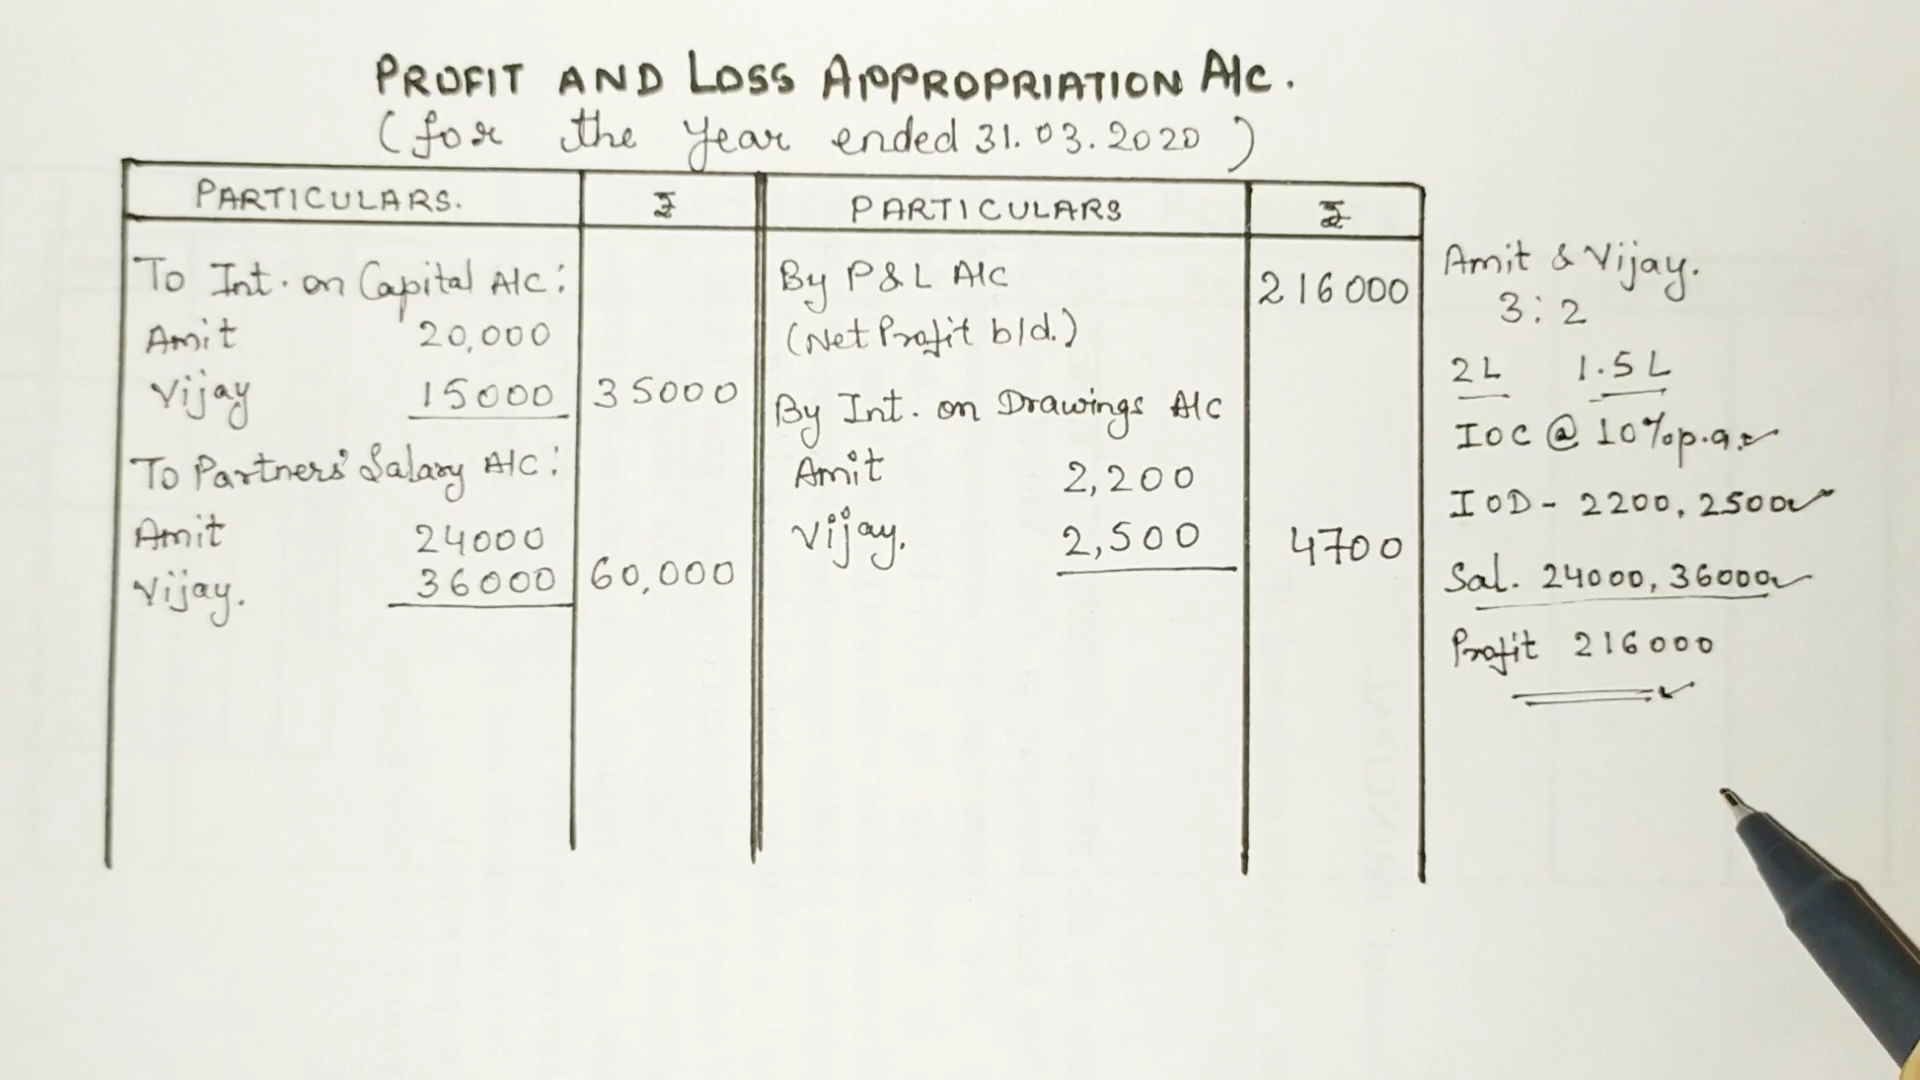 PROFIT AND LOSS APPROPRIATION A/c.
(for the year ended 31.03.2020)
PARTICULARS. ₹ PARTICULARS ₹
To Int. on Capital A/C:
Amit 20,000
Vijay 15000 35000
To Partners' Salary A/C:
Amit 24000
Vijay. 36000 60,000
By P & L A/C 216000
(Net Profit b/d.)
By Int. on Drawings A/C
Amit 2,200
Vijay. 2,500 4700
Amit & Vijay.
3:2
2L 1.5L
IOC @ 10% p.a.
IOD - 2200, 2500
Sal. 24000, 36000
Profit 216000